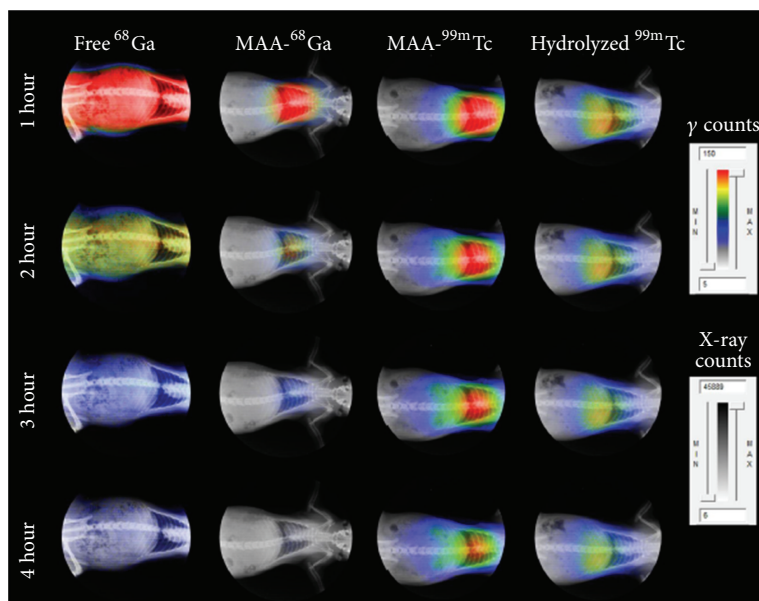 Free ⁶⁸Ga
MAA-⁶⁸Ga
MAA-⁹⁹ᵐTc
Hydrolyzed ⁹⁹ᵐTc
1 hour
γ counts
150
MIN
MAX
5
2 hour
3 hour
X-ray
counts
MIN
MAX
6
4 hour